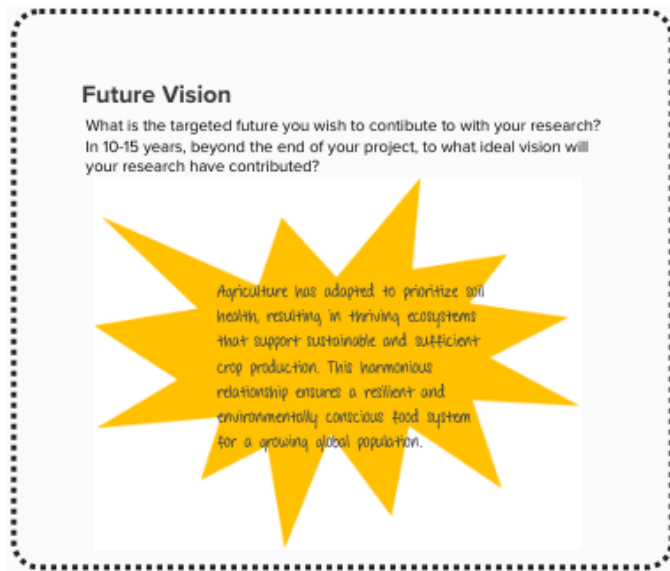 Future Vision
What is the targeted future you wish to contibute to with your research?
In 10-15 years, beyond the end of your project, to what ideal vision will
your research have contributed?
Agriculture has adapted to prioritize soil
health, resulting in thriving ecosystems
that support sustainable and sufficient
crop production. This harmonious
relationship ensures a resilient and
environmentally conscious food system
for a growing global population.